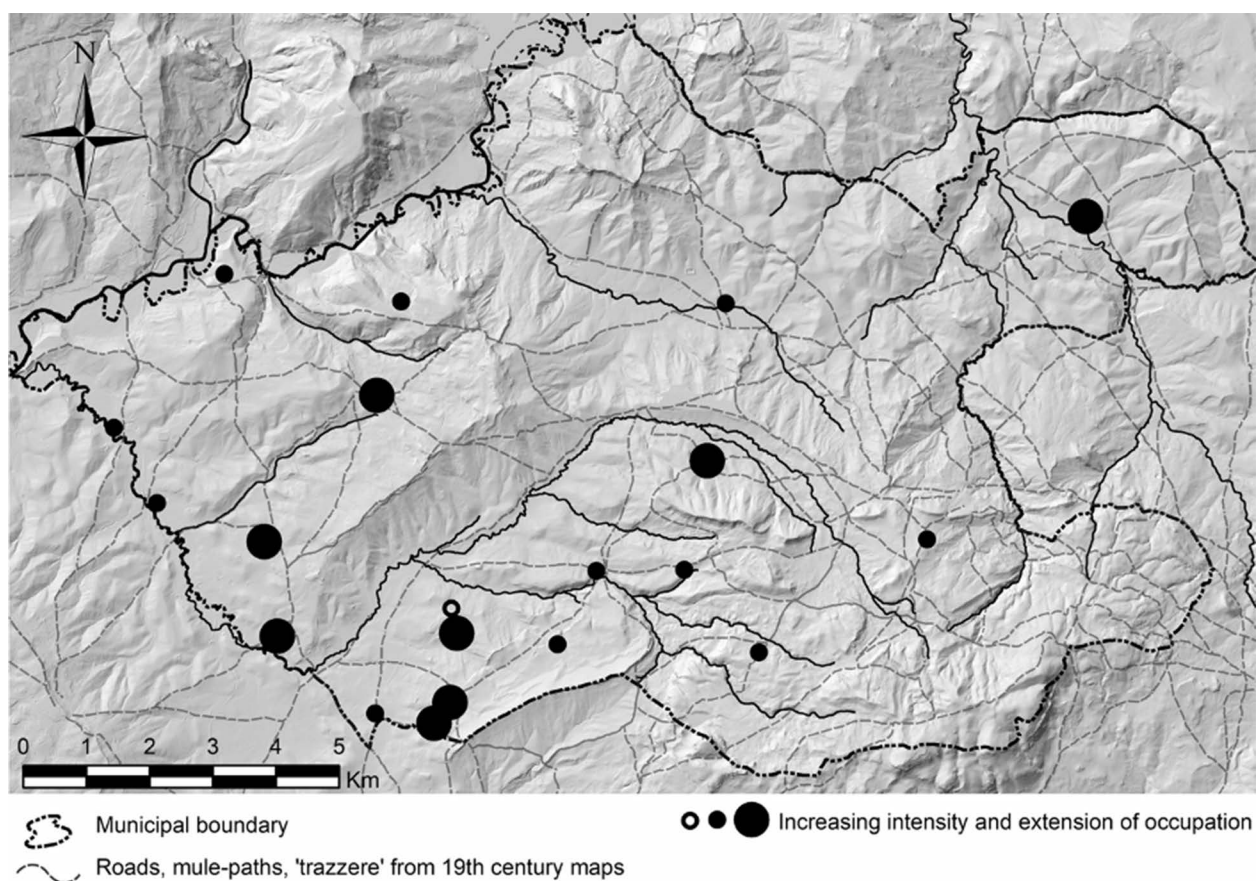 N
0 1 2 3 4 5
Km
Municipal boundary
Increasing intensity and extension of occupation
Roads, mule-paths, 'trazzere' from 19th century maps